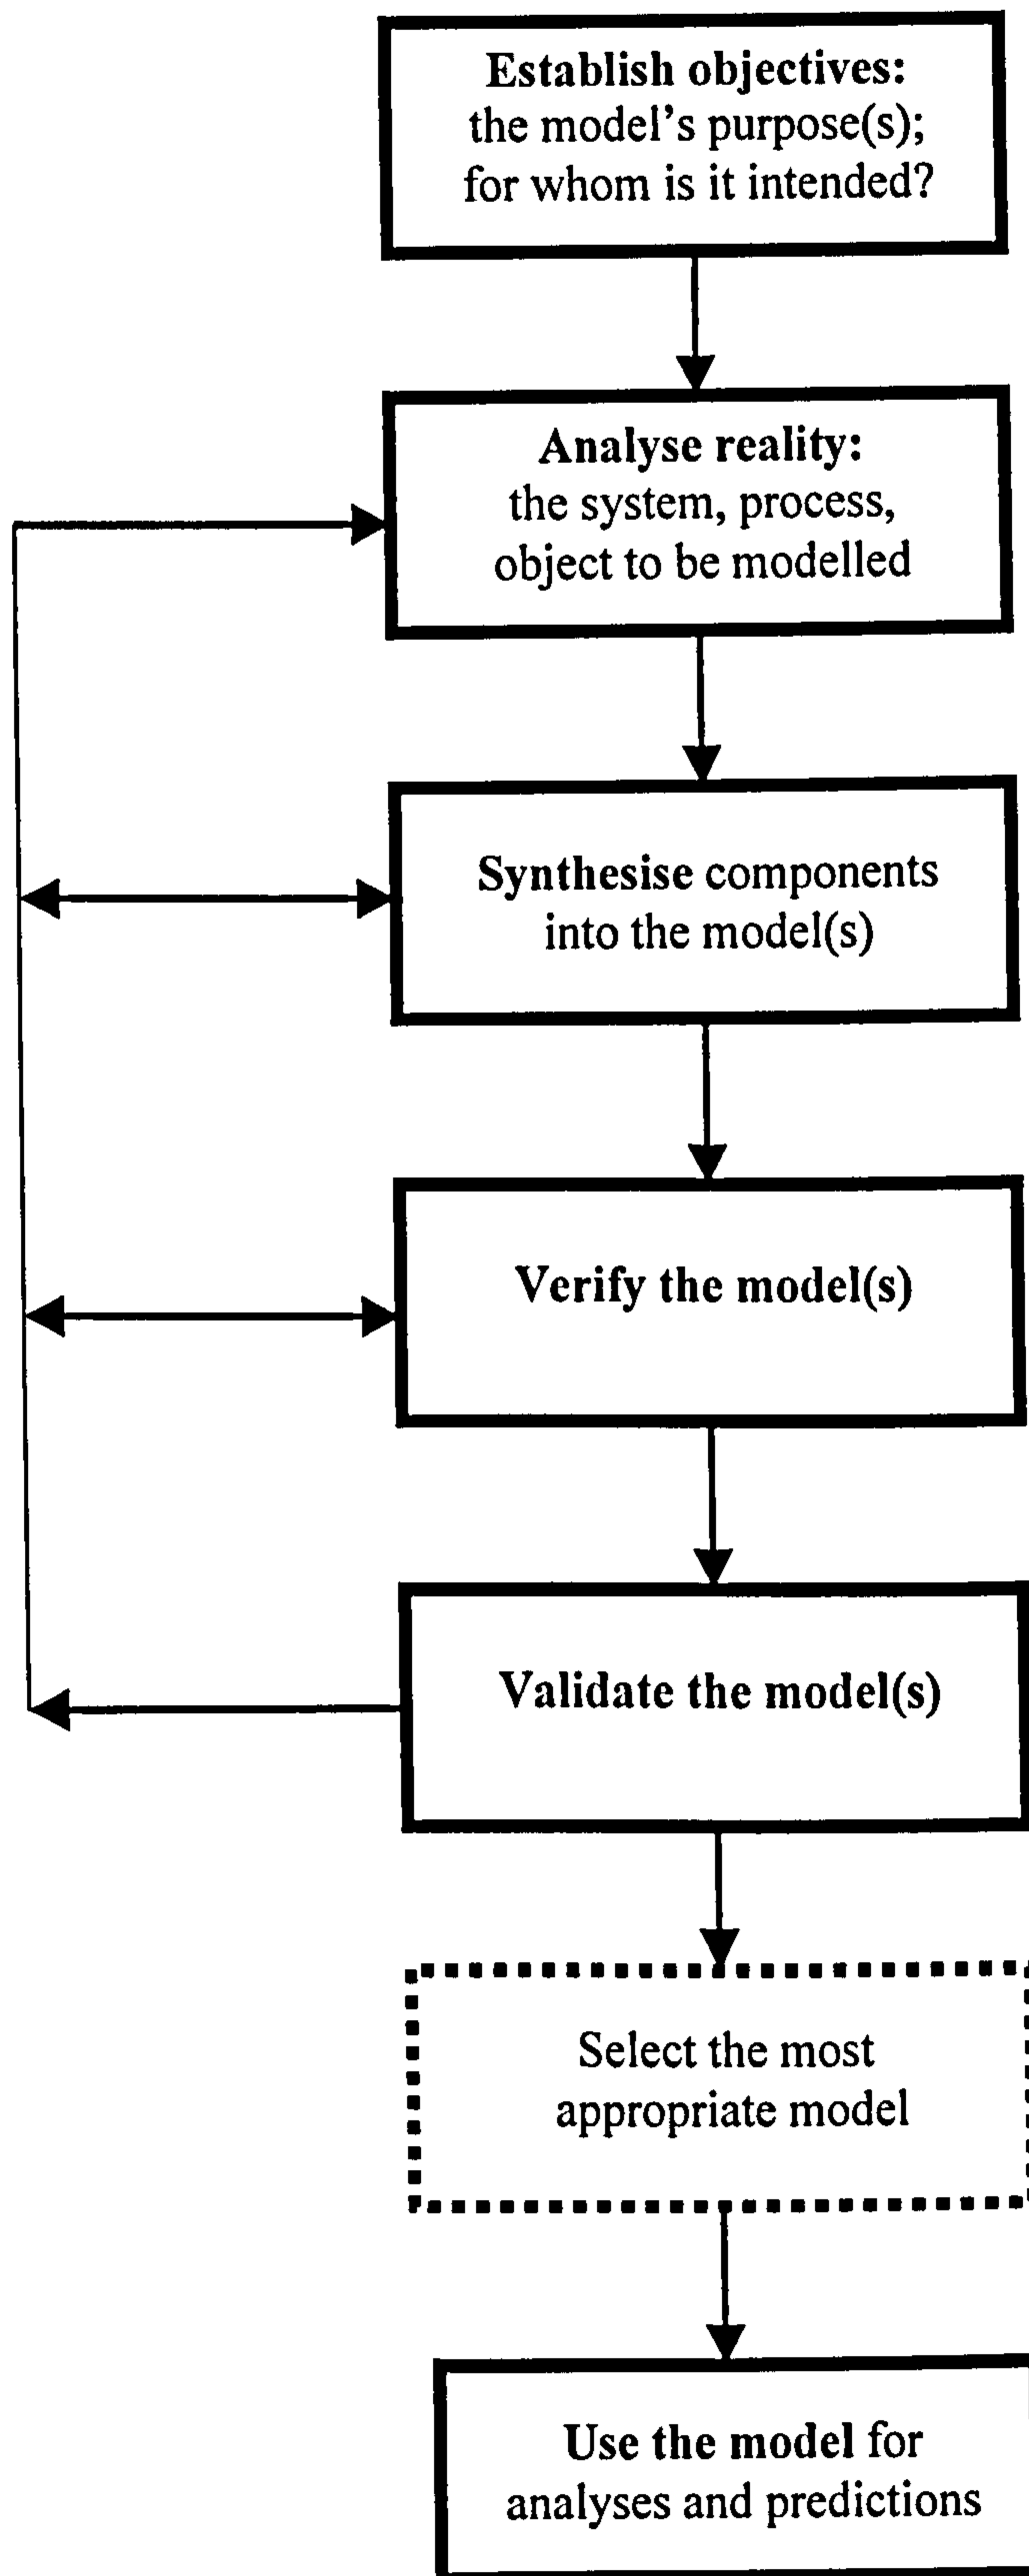 Establish objectives:
the model's purpose(s);
for whom is it intended?
Analyse reality:
the system, process,
object to be modelled
Synthesise components
into the model(s)
Verify the model(s)
Validate the model(s)
Select the most
appropriate model
Use the model for
analyses and predictions